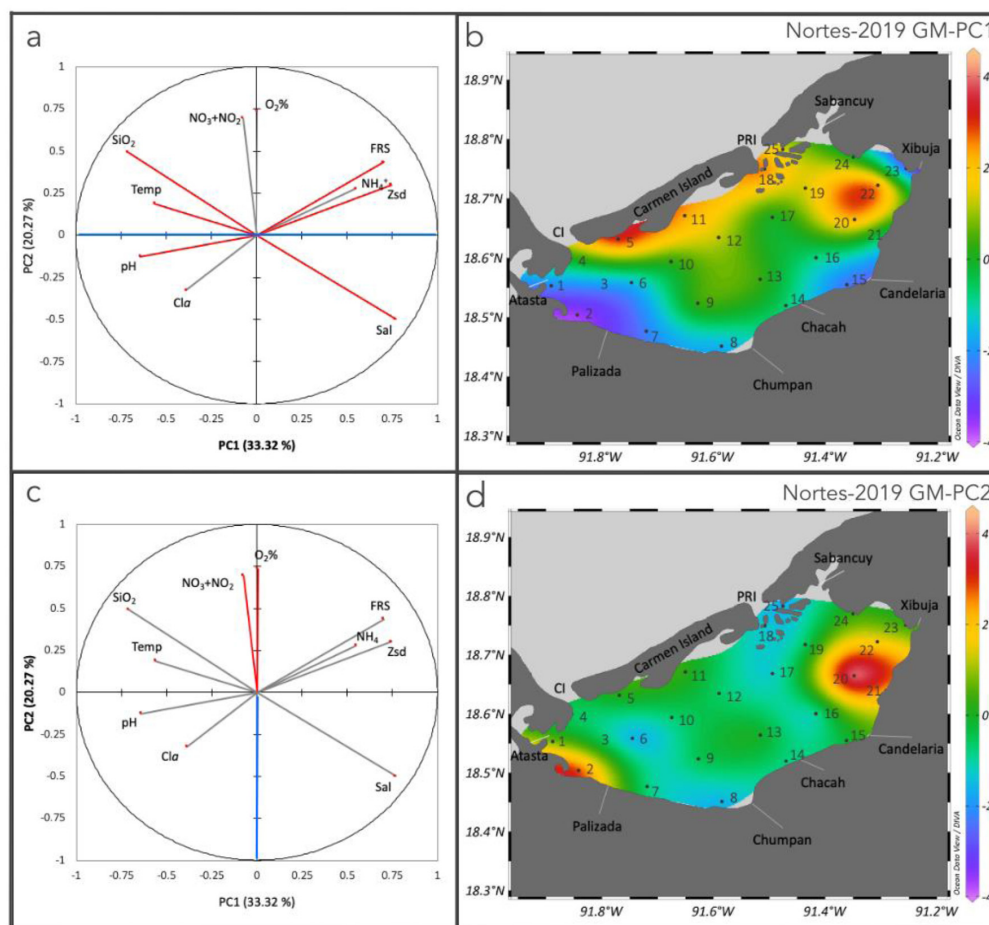 a
1
0.75
0.5
0.25
0
-0.25
-0.5
-0.75
-1
PC2 (20.27 %)
O₂%
NO₃+NO₂
SiO₂
FRS
NH₄⁺
Zsd
Temp
pH
Cla
Sal
-1 -0.75 -0.5 -0.25 0 0.25 0.5 0.75 1
PC1 (33.32 %)
b
Nortes-2019 GM-PC1
18.9°N
18.8°N
18.7°N
18.6°N
18.5°N
18.4°N
18.3°N
Sabancuy
Xibuja
PRI
25
24
23
18
19
22
Carmen Island
11
17
20
CI
5
12
21
4
10
16
1
3
6
13
15
Atasta
9
14
Candelaria
2
7
Chacah
8
Palizada
Chumpan
91.8°W 91.6°W 91.4°W 91.2°W
4
2
0
-2
-4
Ocean Data View / DIVA
c
1
0.75
0.5
0.25
0
-0.25
-0.5
-0.75
-1
PC2 (20.27 %)
O₂%
NO₃+NO₂
SiO₂
FRS
NH₄
Zsd
Temp
pH
Cla
Sal
-1 -0.75 -0.5 -0.25 0 0.25 0.5 0.75 1
PC1 (33.32 %)
d
Nortes-2019 GM-PC2
18.9°N
18.8°N
18.7°N
18.6°N
18.5°N
18.4°N
18.3°N
Sabancuy
Xibuja
PRI
25
24
23
18
19
22
Carmen Island
11
17
20
CI
5
12
21
4
10
16
1
3
6
13
15
Atasta
9
14
Candelaria
2
7
Chacah
8
Palizada
Chumpan
91.8°W 91.6°W 91.4°W 91.2°W
4
2
0
-2
-4
Ocean Data View / DIVA